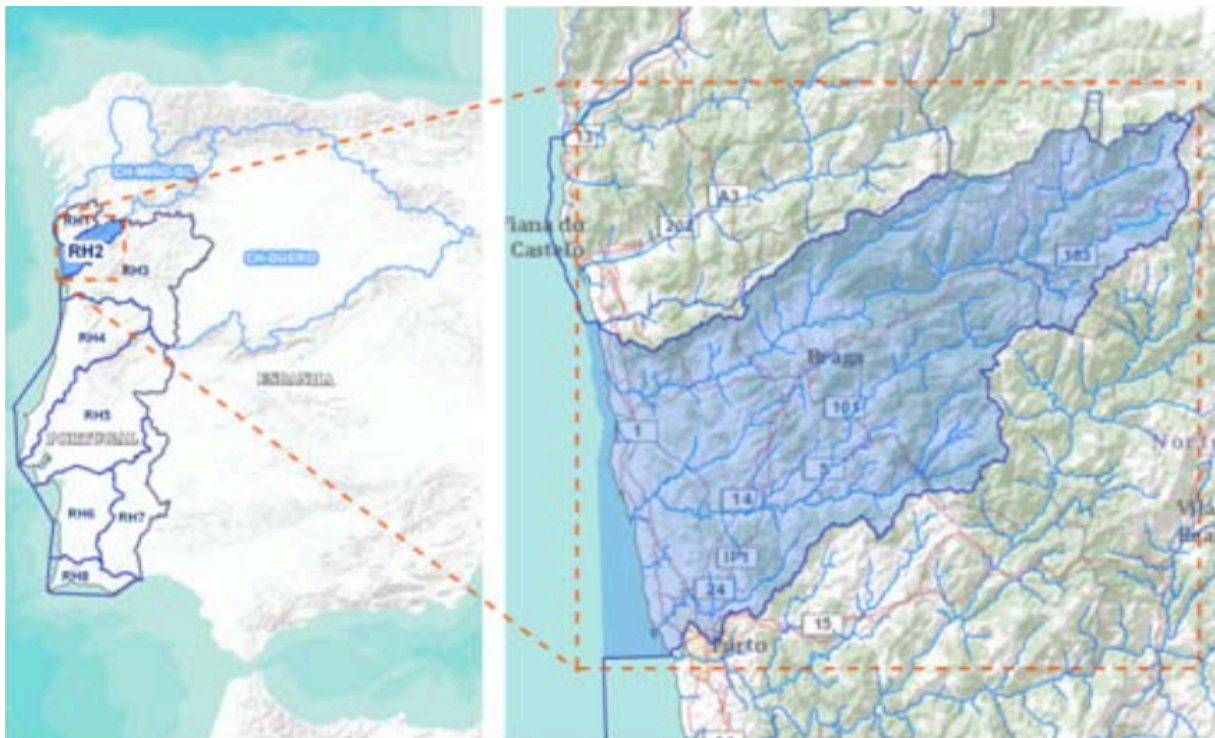 CH-MIÑO-SIL
RH1
RH2
RH3
CH-DUERO
RH4
ESPANHA
RH5
PORTUGAL
RH6
RH7
RH8
13
A3
202
Viana do
Castelo
103
Braga
101
1
5
14
IP1
24
15
Porto
Norte
Vila